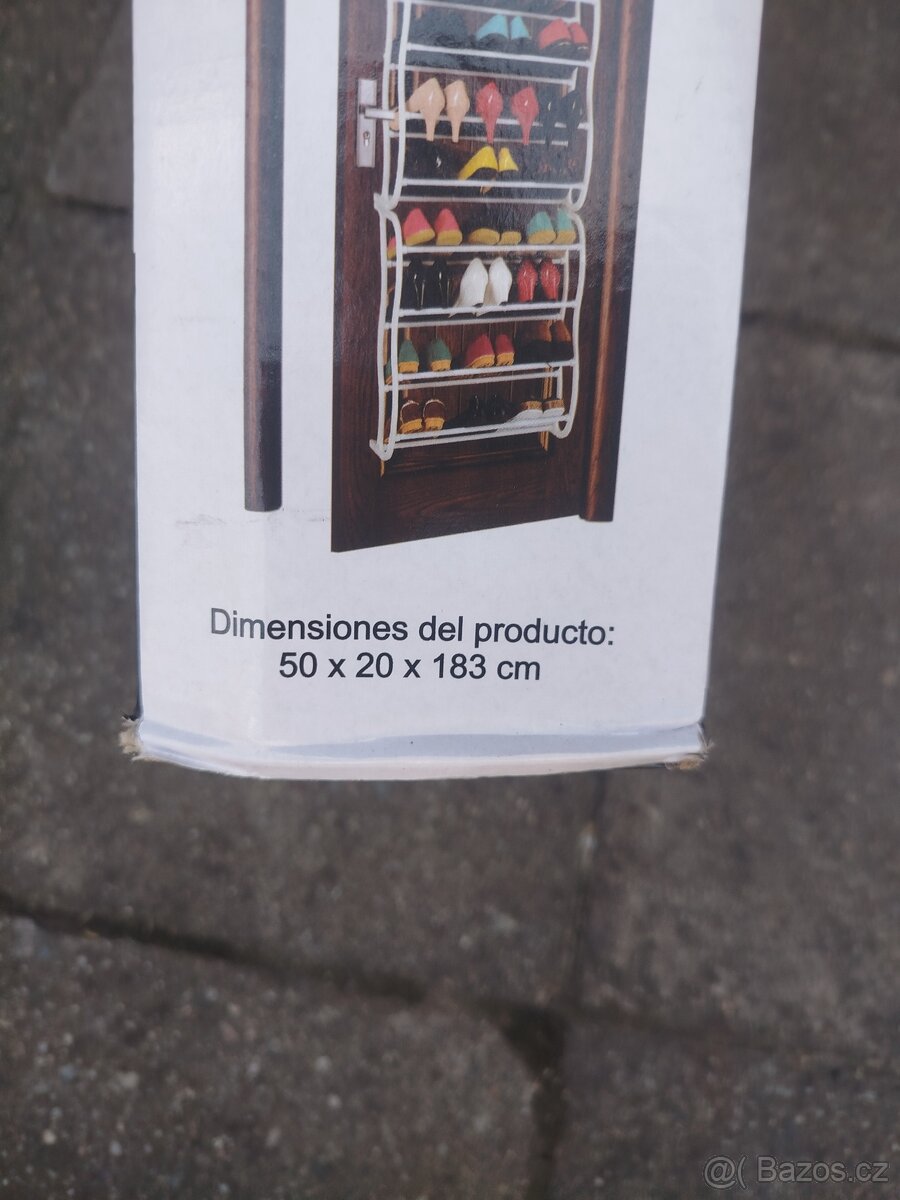 Dimensiones del producto:
50 x 20 x 183 cm
@( Bazos.cz